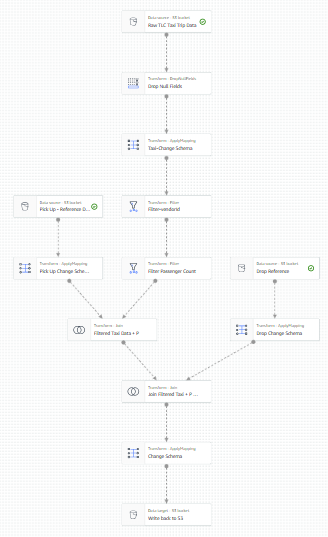 Data source - S3 bucket
Raw TLC Taxi Trip Data
Transform - DropNullFields
Drop Null Fields
Transform - ApplyMapping
Taxi-Change Schema
Data source - S3 bucket
Pick Up - Reference D...
Transform - Filter
Filter-vendorid
Transform - ApplyMapping
Pick Up Change Sche...
Transform - Filter
Filter Passenger Count
Data source - S3 bucket
Drop Reference
Transform - Join
Filtered Taxi Data + P
Transform - ApplyMapping
Drop Change Schema
Transform - Join
Join Filtered Taxi + P ...
Transform - ApplyMapping
Change Schema
Data target - S3 bucket
Write back to S3